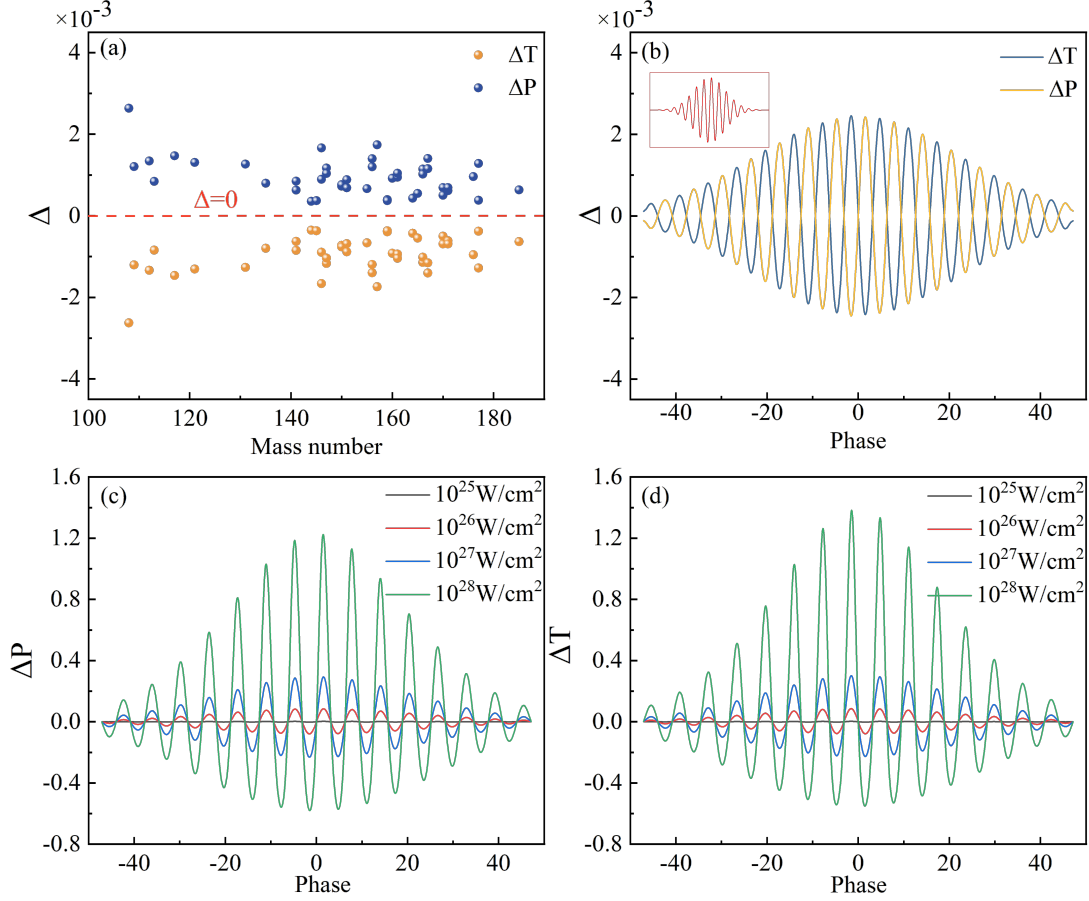 ×10⁻³
(a)
ΔT
ΔP
Δ=0
Δ
4
2
0
-2
-4
100
120
140
160
180
Mass number
×10⁻³
(b)
ΔT
ΔP
Δ
4
2
0
-2
-4
-40
-20
0
20
40
Phase
(c)
10²⁵W/cm²
10²⁶W/cm²
10²⁷W/cm²
10²⁸W/cm²
ΔP
1.6
1.2
0.8
0.4
0.0
-0.4
-0.8
-40
-20
0
20
40
Phase
(d)
10²⁵W/cm²
10²⁶W/cm²
10²⁷W/cm²
10²⁸W/cm²
ΔT
1.6
1.2
0.8
0.4
0.0
-0.4
-0.8
-40
-20
0
20
40
Phase